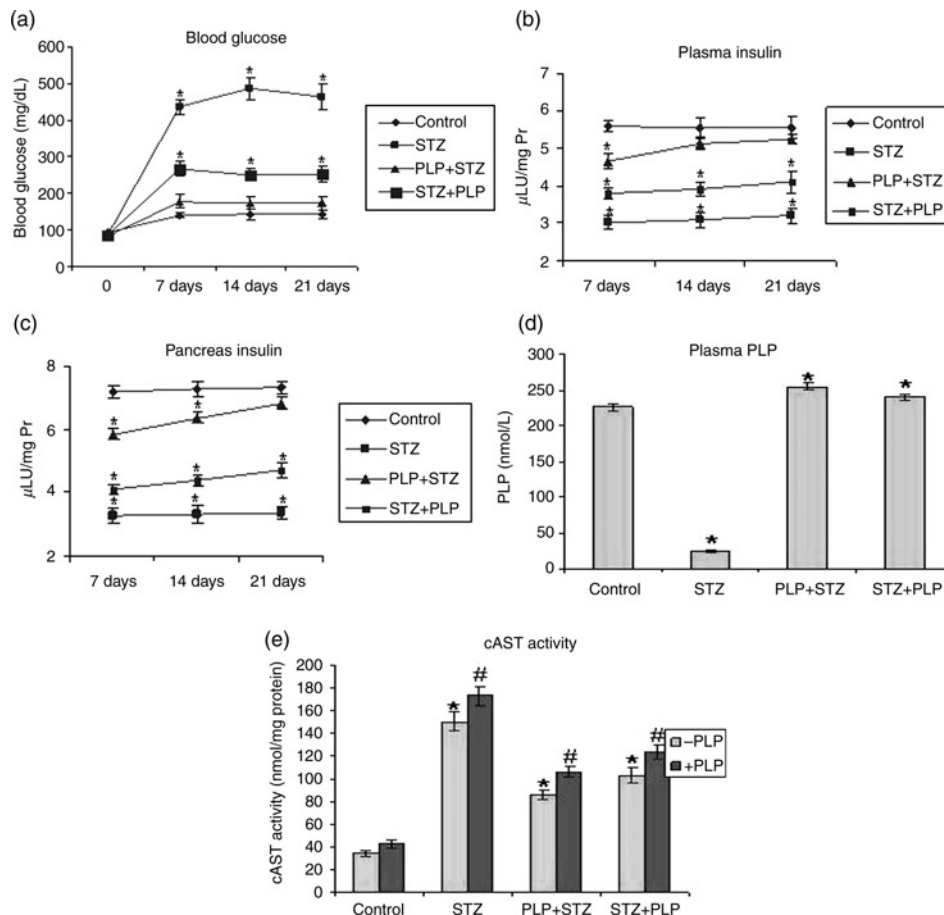 (a)
Blood glucose
Blood glucose (mg/dL)
600
500
400
300
200
100
0
0
7 days
14 days
21 days
*
*
*
*
*
*
Control
STZ
PLP+STZ
STZ+PLP
(b)
Plasma insulin
μLU/mg Pr
7
6
5
4
3
2
7 days
14 days
21 days
*
*
*
*
*
*
*
Control
STZ
PLP+STZ
STZ+PLP
(c)
Pancreas insulin
μLU/mg Pr
8
6
4
2
7 days
14 days
21 days
*
*
*
*
*
*
*
*
Control
STZ
PLP+STZ
STZ+PLP
(d)
Plasma PLP
PLP (nmol/L)
300
250
200
150
100
50
0
*
*
*
Control
STZ
PLP+STZ
STZ+PLP
(e)
cAST activity
cAST activity (nmol/mg protein)
200
180
160
140
120
100
80
60
40
20
0
*
#
*
#
*
#
Control
STZ
PLP+STZ
STZ+PLP
–PLP
+PLP